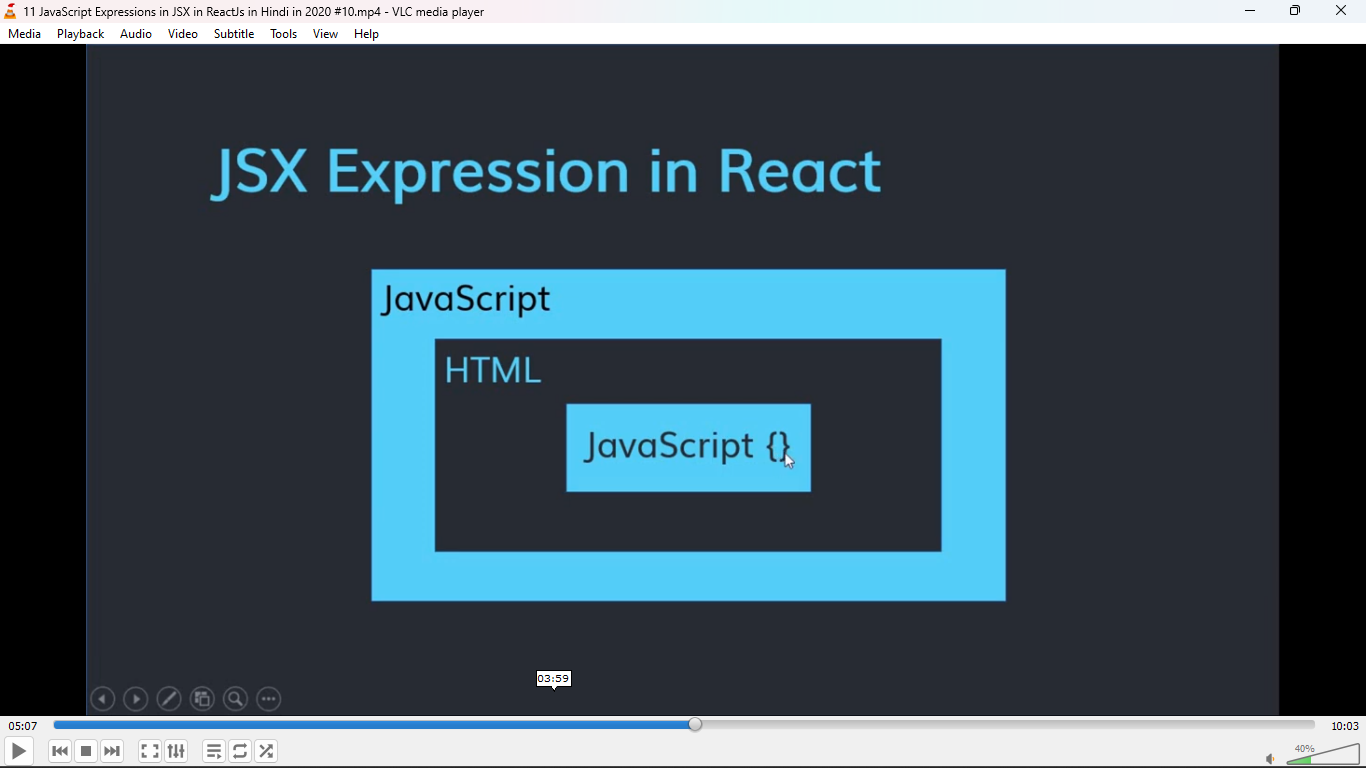 11 JavaScript Expressions in JSX in ReactJs in Hindi in 2020 #10.mp4 - VLC media player
Media Playback Audio Video Subtitle Tools View Help
JSX Expression in React
JavaScript
HTML
JavaScript {}
03:59
05:07
10:03
40%